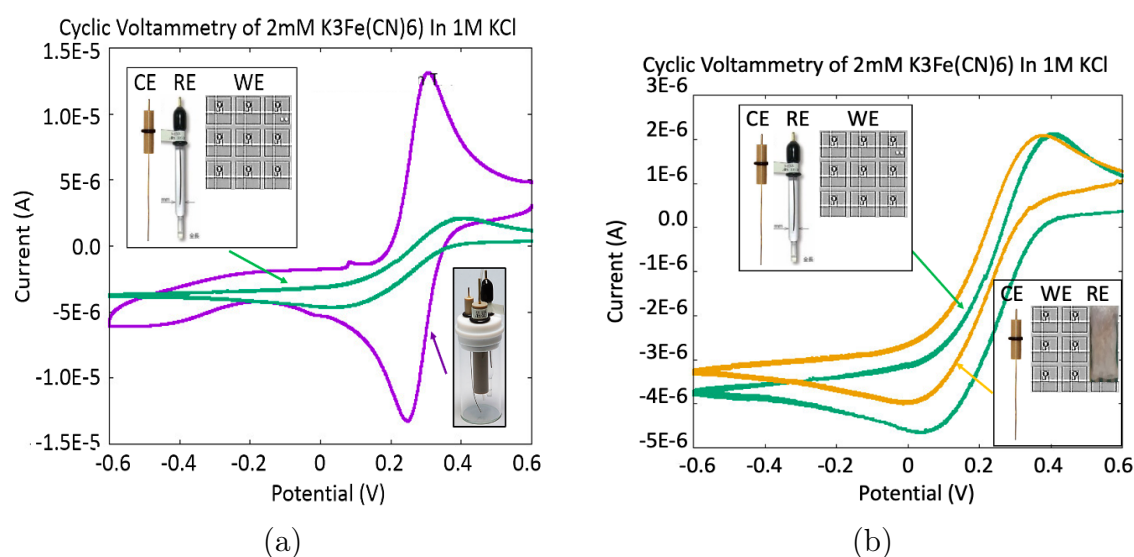 Cyclic Voltammetry of 2mM K3Fe(CN)6) In 1M KCl
1.5E-5
1.0E-5
5E-6
0.0
-5E-6
-1.0E-5
-1.5E-5
Current (A)
CE RE WE
-0.6 -0.4 -0.2 0 0.2 0.4 0.6
Potential (V)
(a)
Cyclic Voltammetry of 2mM K3Fe(CN)6) In 1M KCl
3E-6
2E-6
1E-6
0.0
-1E-6
-2E-6
-3E-6
-4E-6
-5E-6
Current (A)
CE RE WE
CE WE RE
-0.6 -0.4 -0.2 0 0.2 0.4 0.6
Potential (V)
(b)